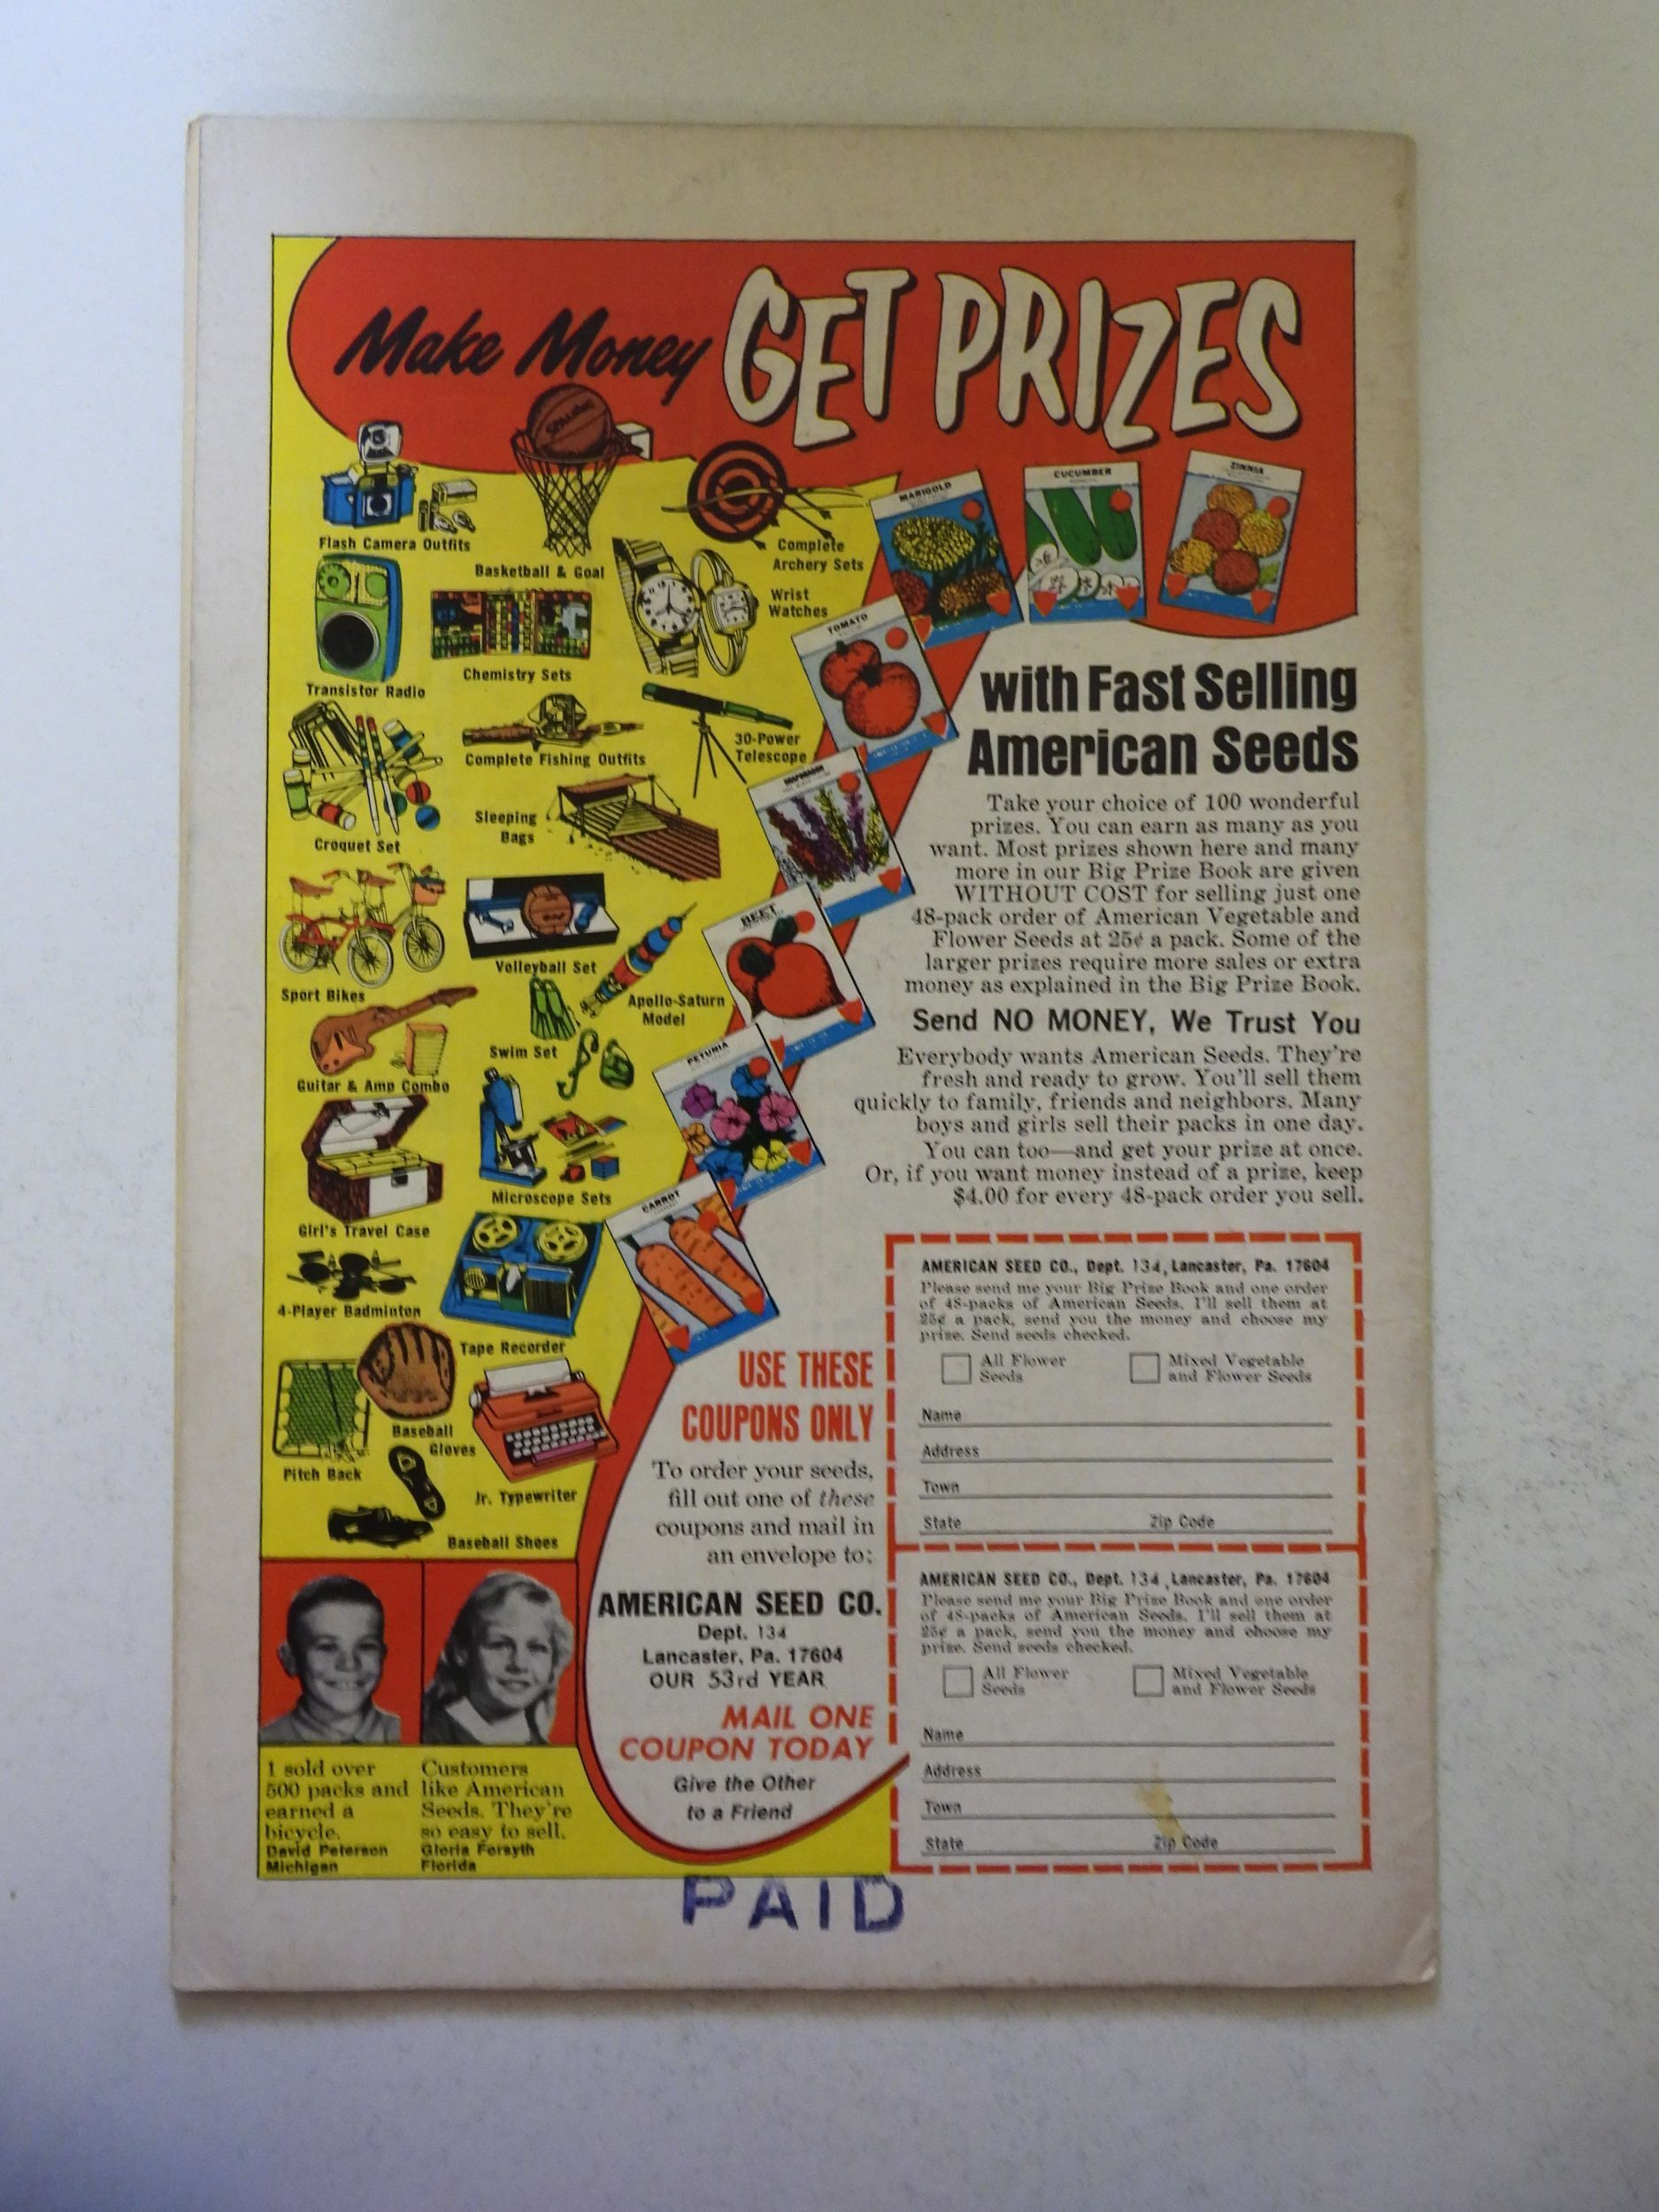 Make Money GET PRIZES
SPALDING
Flash Camera Outfits
Basketball & Goal
Complete
Archery Sets
Wrist
Watches
Transistor Radio
Chemistry Sets
Complete Fishing Outfits
30-Power
Telescope
Croquet Set
Sleeping
Bags
Sport Bikes
Volleyball Set
Apollo-Saturn
Model
Swim Set
Guitar & Amp Combo
Microscope Sets
Girl's Travel Case
4-Player Badminton
Tape Recorder
Baseball
Gloves
Pitch Back
Jr. Typewriter
Baseball Shoes
MARIGOLD
CUCUMBER
ZINNIA
TOMATO
BEET
PETUNIA
CARROT
with Fast Selling
American Seeds
Take your choice of 100 wonderful
prizes. You can earn as many as you
want. Most prizes shown here and many
more in our Big Prize Book are given
WITHOUT COST for selling just one
48-pack order of American Vegetable and
Flower Seeds at 25¢ a pack. Some of the
larger prizes require more sales or extra
money as explained in the Big Prize Book.
Send NO MONEY, We Trust You
Everybody wants American Seeds. They're
fresh and ready to grow. You'll sell them
quickly to family, friends and neighbors. Many
boys and girls sell their packs in one day.
You can too—and get your prize at once.
Or, if you want money instead of a prize, keep
$4.00 for every 48-pack order you sell.
USE THESE
COUPONS ONLY
To order your seeds,
fill out one of these
coupons and mail in
an envelope to:
AMERICAN SEED CO.
Dept. 134
Lancaster, Pa. 17604
OUR 53rd YEAR
MAIL ONE
COUPON TODAY
Give the Other
to a Friend
AMERICAN SEED CO., Dept. 134, Lancaster, Pa. 17604
Please send me your Big Prize Book and one order
of 48-packs of American Seeds. I'll sell them at
25¢ a pack, send you the money and choose my
prize. Send seeds checked.
All Flower
Seeds
Mixed Vegetable
and Flower Seeds
Name
Address
Town
State Zip Code
AMERICAN SEED CO., Dept. 134, Lancaster, Pa. 17604
Please send me your Big Prize Book and one order
of 48-packs of American Seeds. I'll sell them at
25¢ a pack, send you the money and choose my
prize. Send seeds checked.
All Flower
Seeds
Mixed Vegetable
and Flower Seeds
Name
Address
Town
State Zip Code
I sold over
500 packs and
earned a
bicycle.
David Peterson
Michigan
Customers
like American
Seeds. They're
so easy to sell.
Gloria Forsyth
Florida
PAID